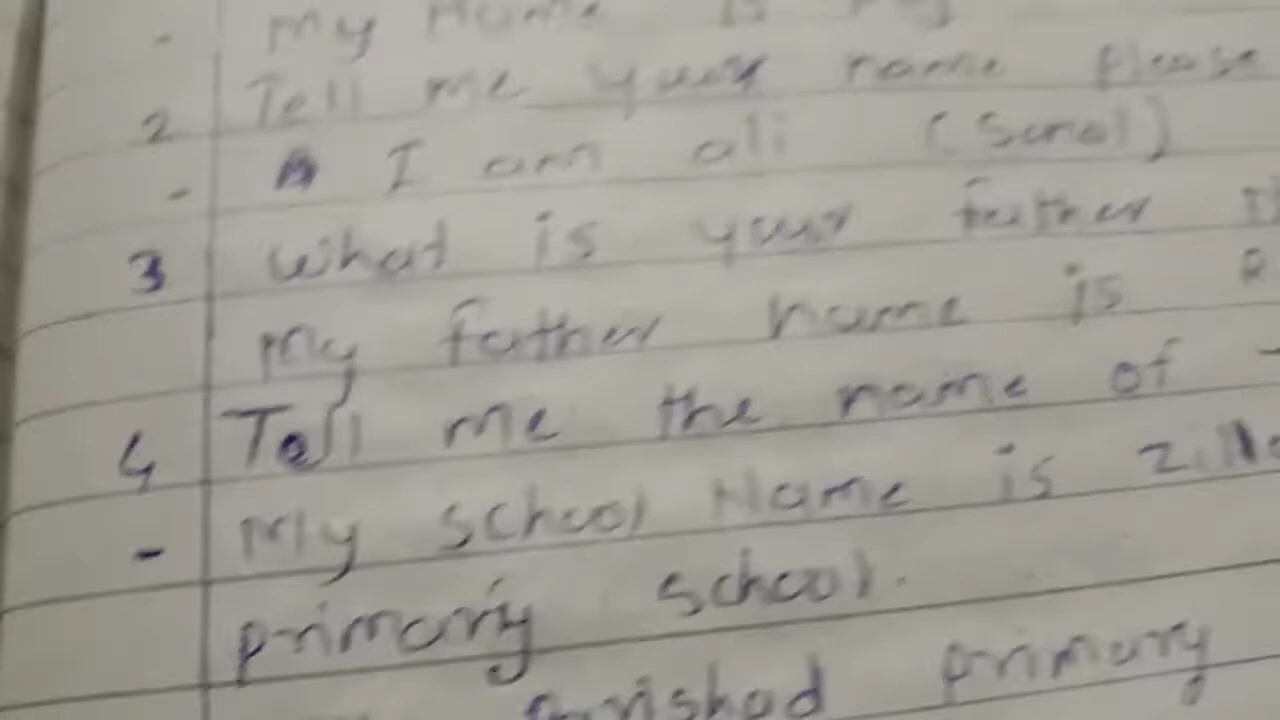 My Name is
2 Tell me your name please
- I am ali (Sonal)
3 What is your father
My father name is
4 Tell me the name of
- My school Name is
primary school.
primary